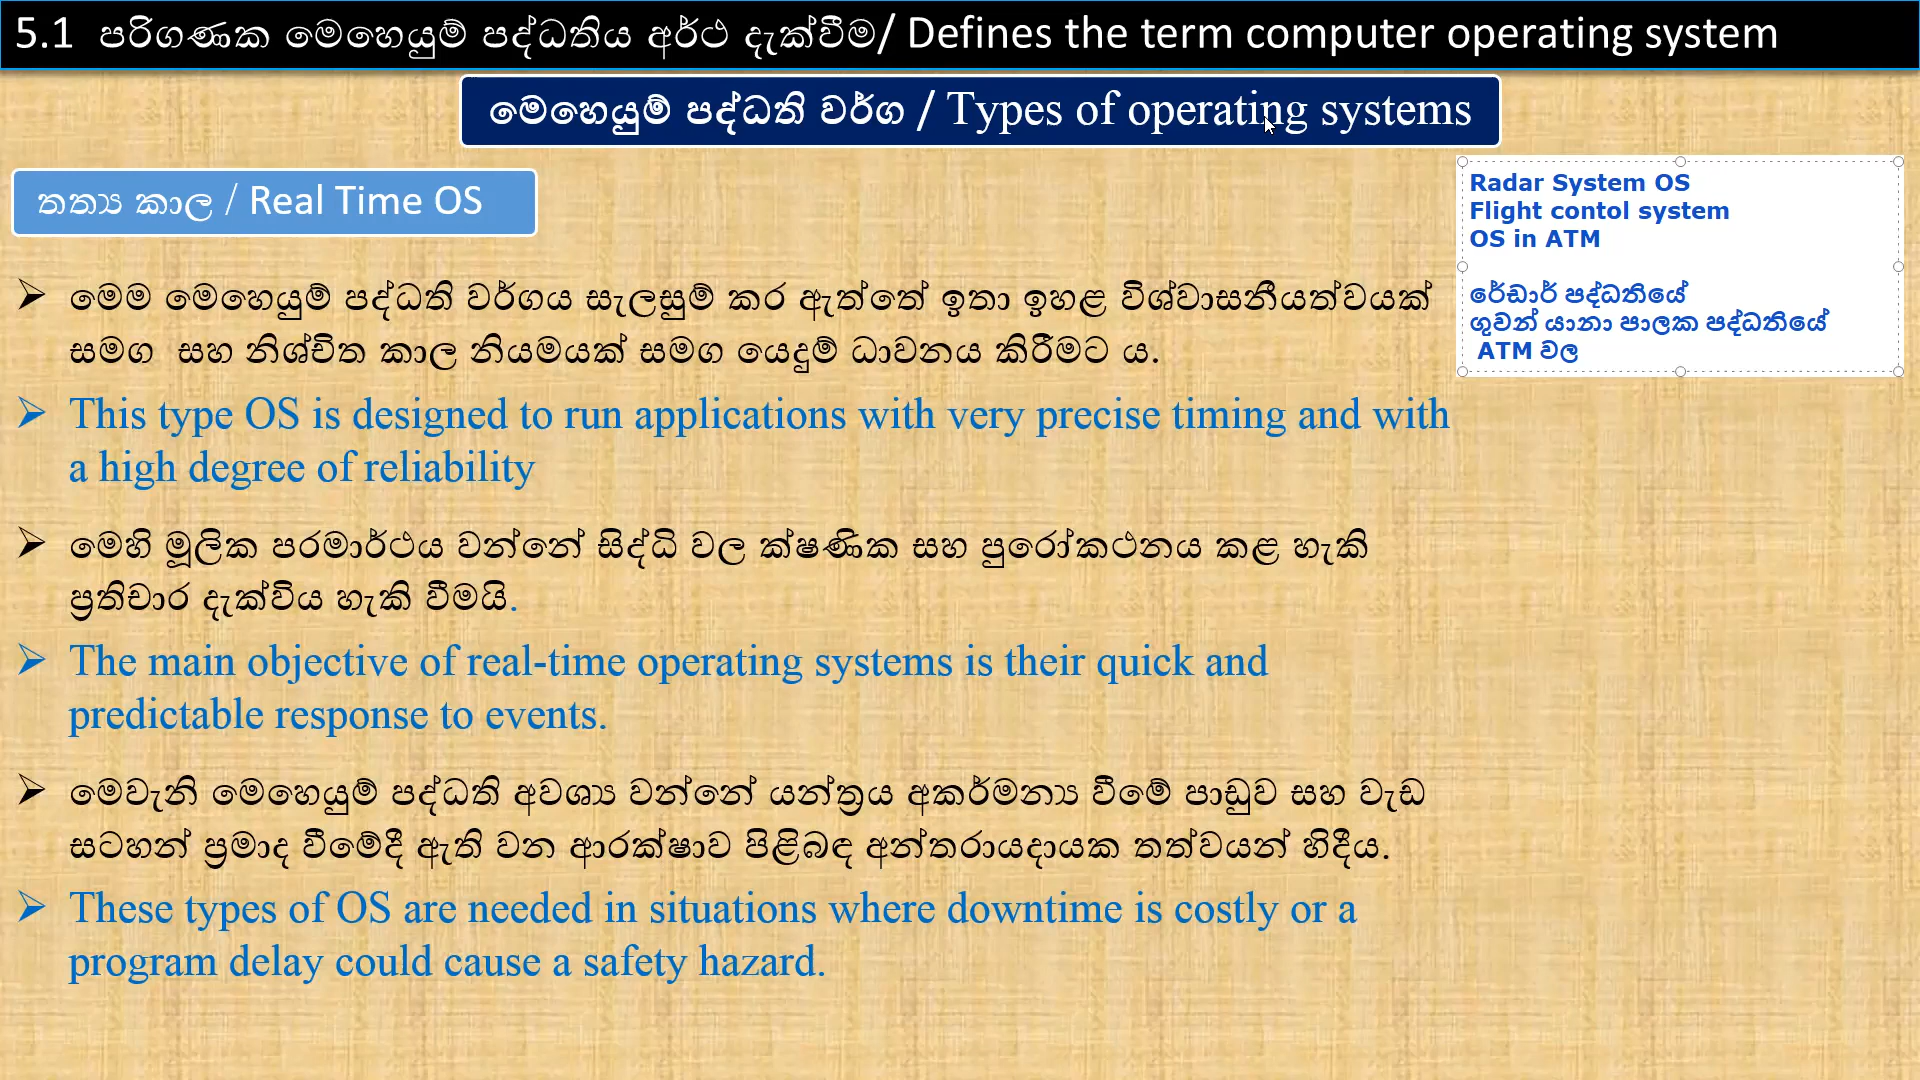 5.1 පරිගණක මෙහෙයුම් පද්ධතිය අර්ථ දැක්වීම/ Defines the term computer operating system
මෙහෙයුම් පද්ධති වර්ග / Types of operating systems
තත්‍ය කාල / Real Time OS
Radar System OS
Flight contol system
OS in ATM
රේඩාර් පද්ධතියේ
ගුවන් යානා පාලක පද්ධතියේ
ATM වල
➢ මෙම මෙහෙයුම් පද්ධති වර්ගය සැලසුම් කර ඇත්තේ ඉතා ඉහළ විශ්වාසනීයත්වයක්
සමග සහ නිශ්චිත කාල නියමයක් සමග යෙදුම් ධාවනය කිරීමට ය.
➢ This type OS is designed to run applications with very precise timing and with
a high degree of reliability
➢ මෙහි මූලික පරමාර්ථය වන්නේ සිද්ධි වල ක්ෂණික සහ පුරෝකථනය කළ හැකි
ප්‍රතිචාර දැක්විය හැකි වීමයි.
➢ The main objective of real-time operating systems is their quick and
predictable response to events.
➢ මෙවැනි මෙහෙයුම් පද්ධති අවශ්‍ය වන්නේ යන්ත්‍රය අකර්මන්‍ය වීමේ පාඩුව සහ වැඩ
සටහන් ප්‍රමාද වීමේදී ඇති වන ආරක්ෂාව පිළිබඳ අන්තරායදායක තත්වයන් හිදීය.
➢ These types of OS are needed in situations where downtime is costly or a
program delay could cause a safety hazard.